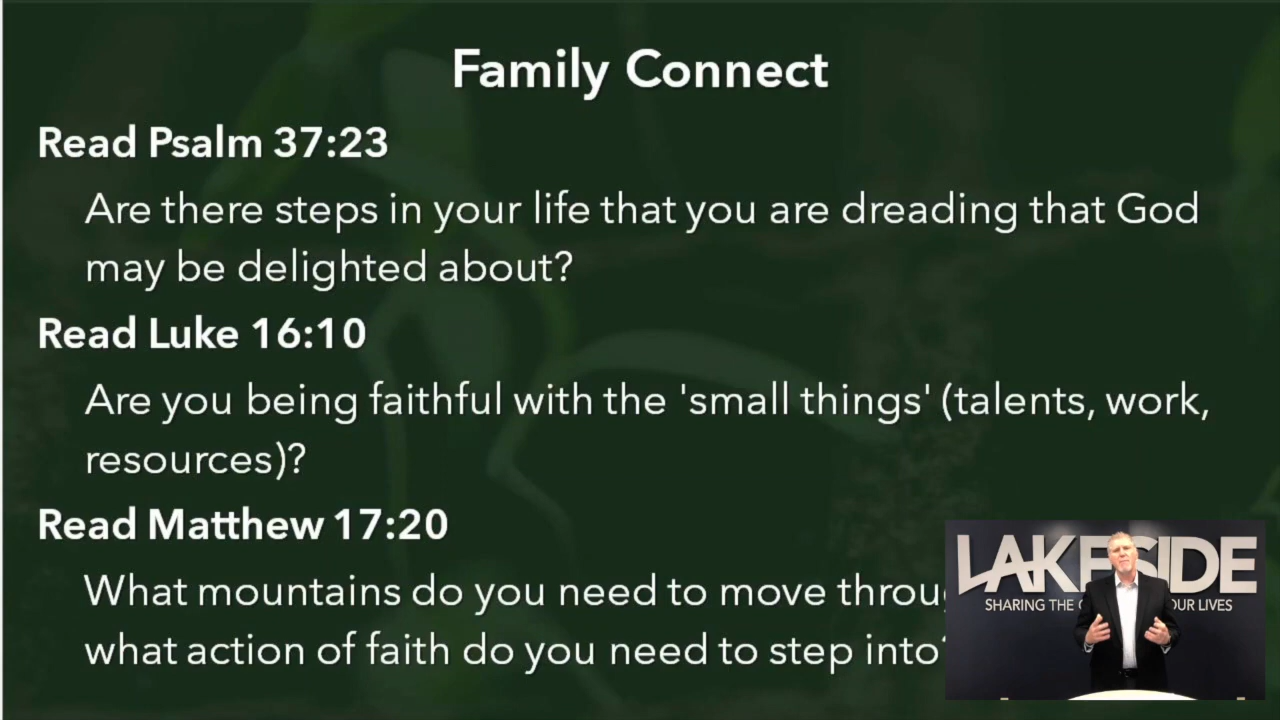 Family Connect
Read Psalm 37:23
Are there steps in your life that you are dreading that God
may be delighted about?
Read Luke 16:10
Are you being faithful with the 'small things' (talents, work,
resources)?
Read Matthew 17:20
What mountains do you need to move
what action of faith do you need to step into?
LAKESIDE
SHARING THE OUR LIVES